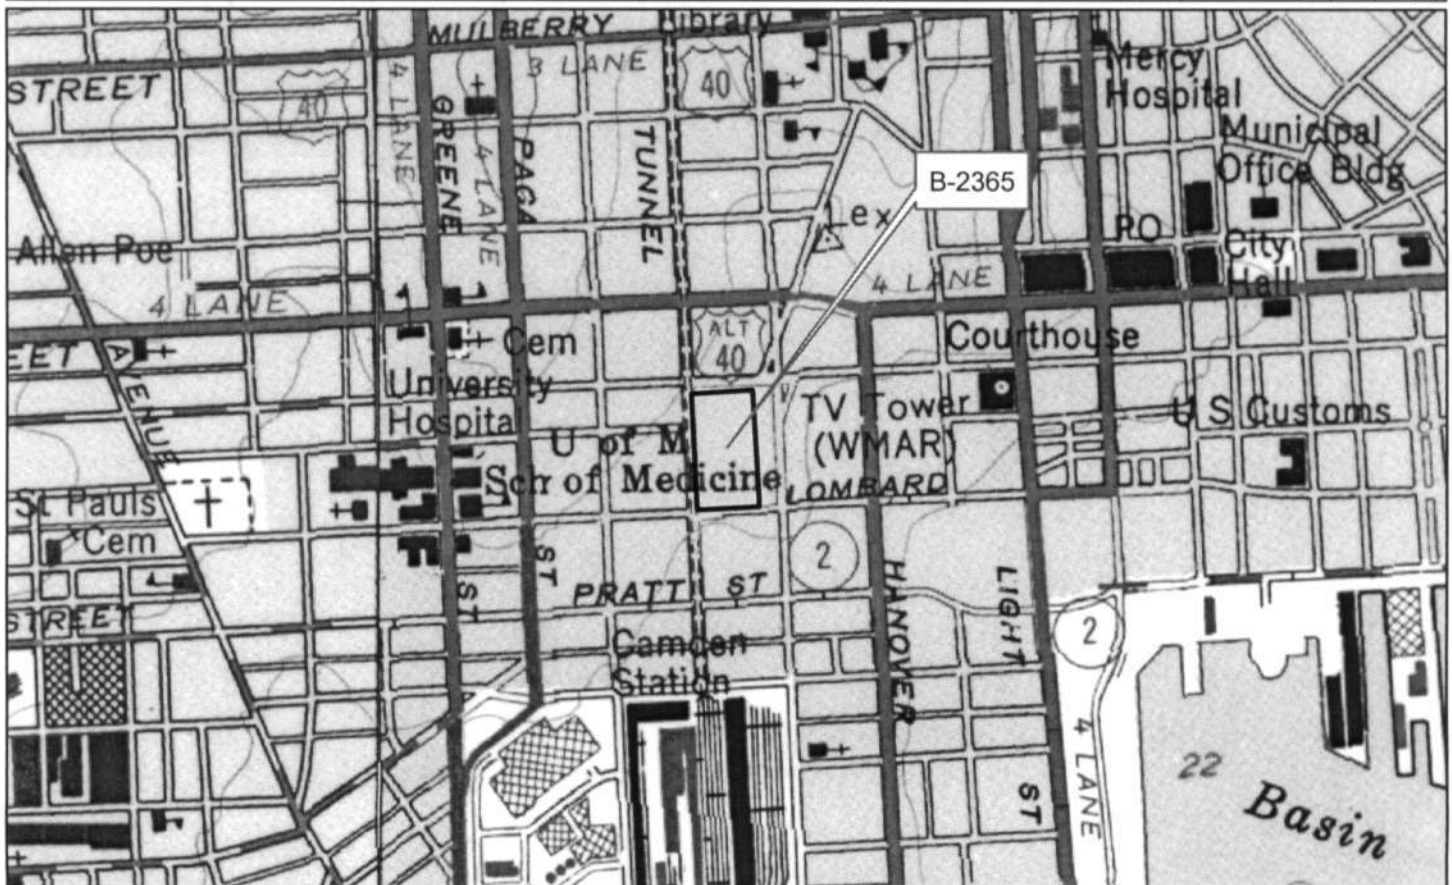 MULBERRY
Library
STREET
40
4 LANE
3 LANE
40
Mercy
Hospital
GREENE
4 LANE
PACA
TUNNEL
Municipal
Office Bldg
B-2365
Lex
P.O
City
Hall
Allen Poe
4 LANE
4 LANE
ALT
40
Cem
Courthouse
EET
AVENUE
University
Hospital
TV Tower
(WMAR)
U S Customs
U of M
Sch of Medicine
LOMBARD
St Pauls
Cem
2
ST
ST
PRATT ST
HANOVER
LIGHT
STREET
Camden
Station
2
4 LANE
ST
22
Basin